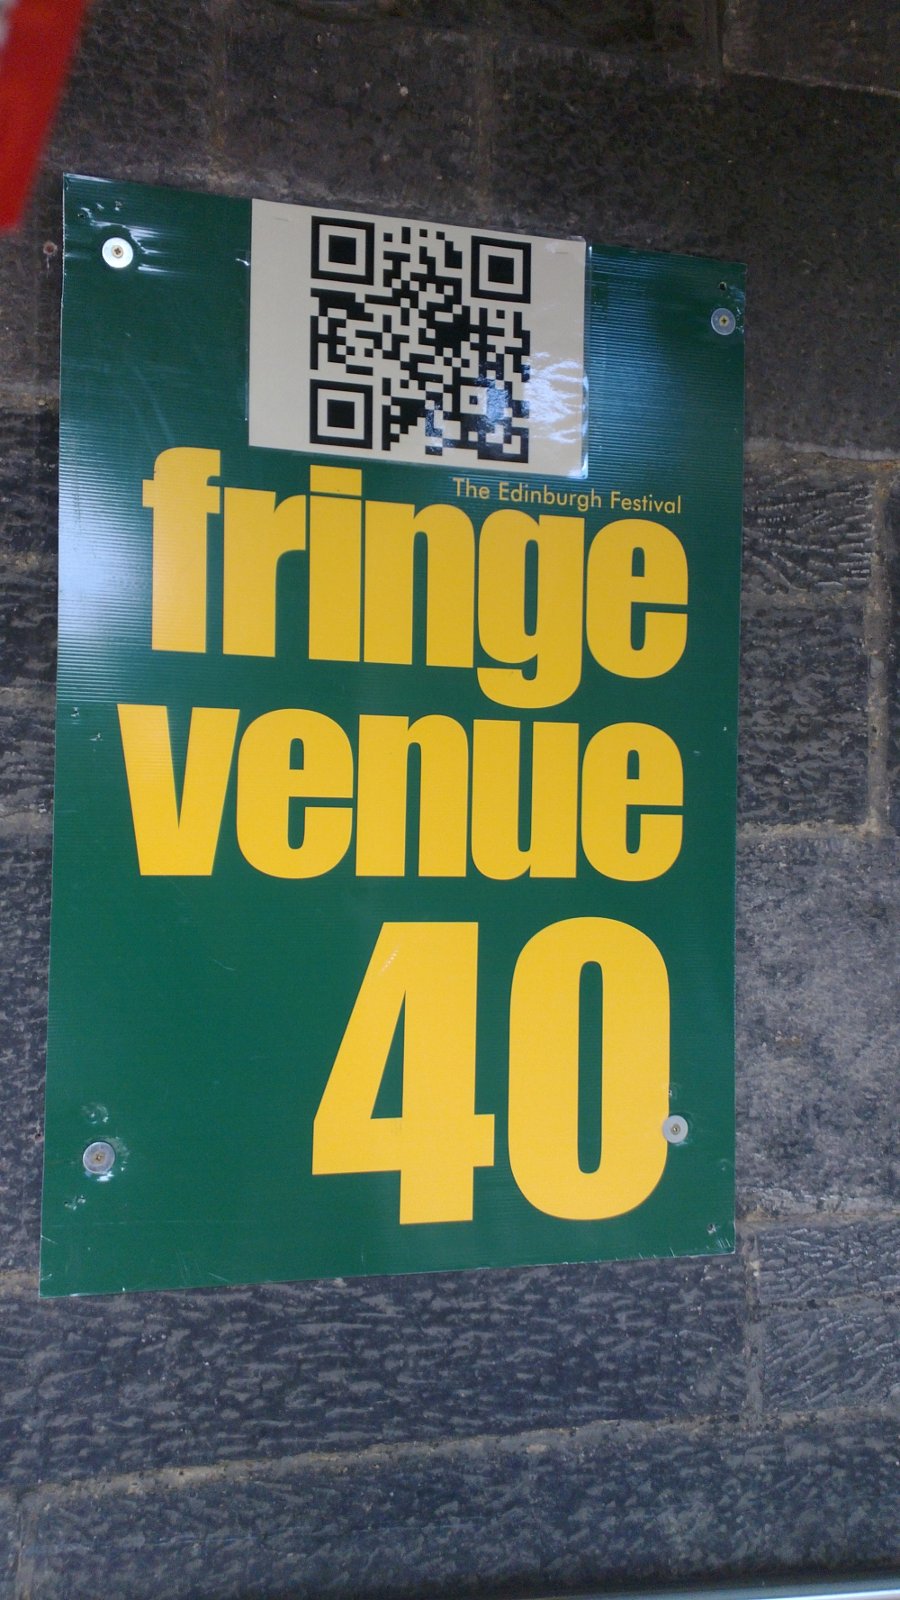 The Edinburgh Festival
fringe
venue
40